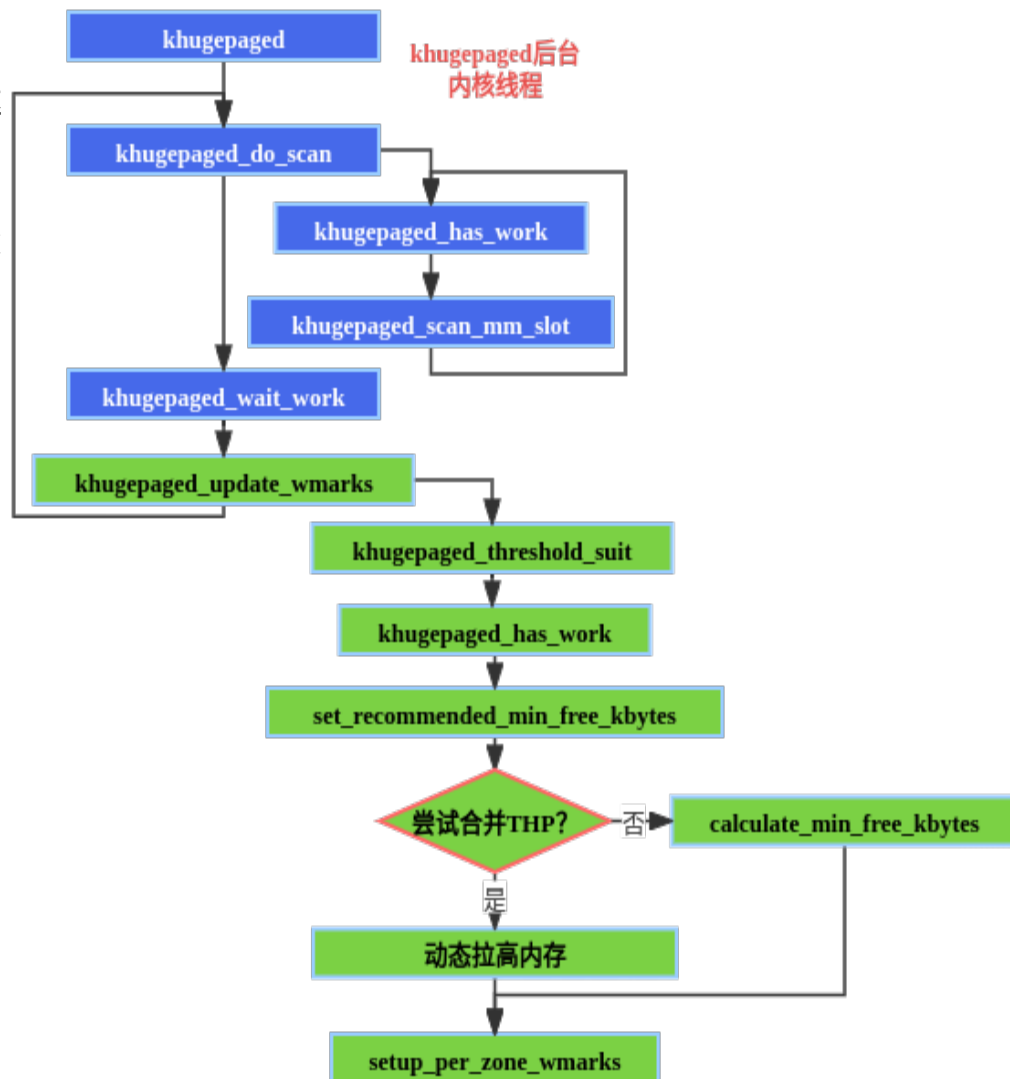 khugepaged
khugepaged后台
内核线程
khugepaged_do_scan
khugepaged_has_work
khugepaged_scan_mm_slot
khugepaged_wait_work
khugepaged_update_wmarks
khugepaged_threshold_suit
khugepaged_has_work
set_recommended_min_free_kbytes
尝试合并THP?
否
calculate_min_free_kbytes
是
动态拉高内存
setup_per_zone_wmarks